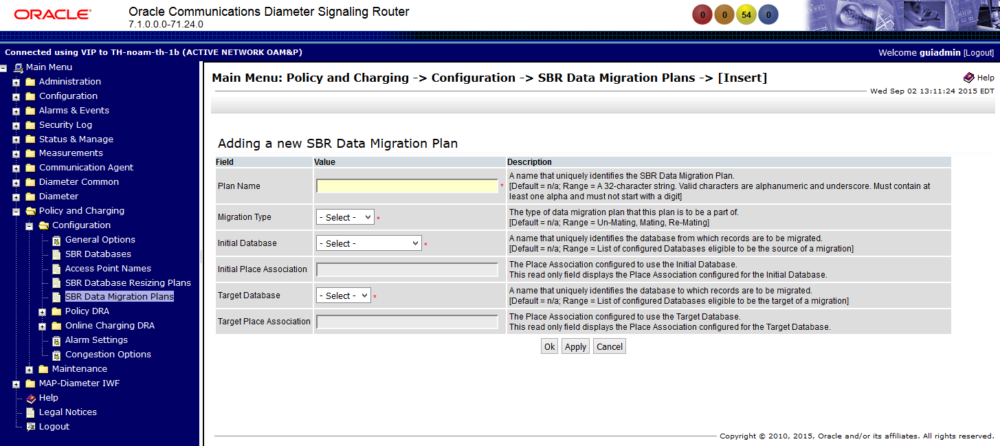 ORACLE®
Oracle Communications Diameter Signaling Router
7.1.0.0.0-71.24.0
0 0 54 0
Connected using VIP to TH-noam-th-1b (ACTIVE NETWORK OAM&P)
Welcome guiadmin [Logout]
Main Menu
Administration
Configuration
Alarms & Events
Security Log
Status & Manage
Measurements
Communication Agent
Diameter Common
Diameter
Policy and Charging
Configuration
General Options
SBR Databases
Access Point Names
SBR Database Resizing Plans
SBR Data Migration Plans
Policy DRA
Online Charging DRA
Alarm Settings
Congestion Options
Maintenance
MAP-Diameter IWF
Help
Legal Notices
Logout
Main Menu: Policy and Charging -> Configuration -> SBR Data Migration Plans -> [Insert]
Help
Wed Sep 02 13:11:24 2015 EDT
Adding a new SBR Data Migration Plan
Field Value Description
Plan Name
*
A name that uniquely identifies the SBR Data Migration Plan.
[Default = n/a; Range = A 32-character string. Valid characters are alphanumeric and underscore. Must contain at
least one alpha and must not start with a digit]
Migration Type
- Select - *
The type of data migration plan that this plan is to be a part of.
[Default = n/a; Range = Un-Mating, Mating, Re-Mating]
Initial Database
- Select - *
A name that uniquely identifies the database from which records are to be migrated.
[Default = n/a; Range = List of configured Databases eligible to be the source of a migration]
Initial Place Association
The Place Association configured to use the Initial Database.
This read only field displays the Place Association configured for the Initial Database.
Target Database
- Select - *
A name that uniquely identifies the database to which records are to be migrated.
[Default = n/a; Range = List of configured Databases eligible to be the target of a migration]
Target Place Association
The Place Association configured to use the Target Database.
This read only field displays the Place Association configured for the Target Database.
Ok Apply Cancel
Copyright © 2010, 2015, Oracle and/or its affiliates. All rights reserved.